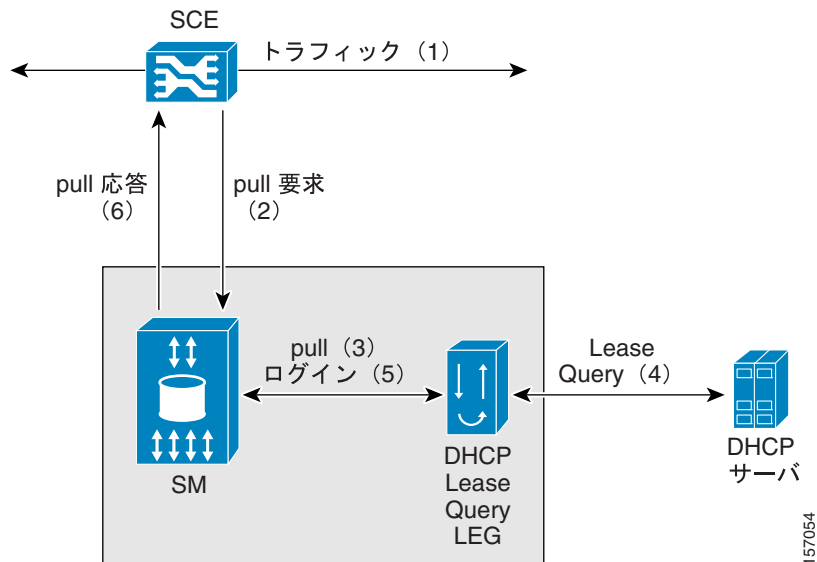 SCE
トラフィック（1）
pull 応答
（6）
pull 要求
（2）
pull（3）
ログイン（5）
Lease
Query（4）
SM
DHCP
Lease
Query
LEG
DHCP
サーバ
157054